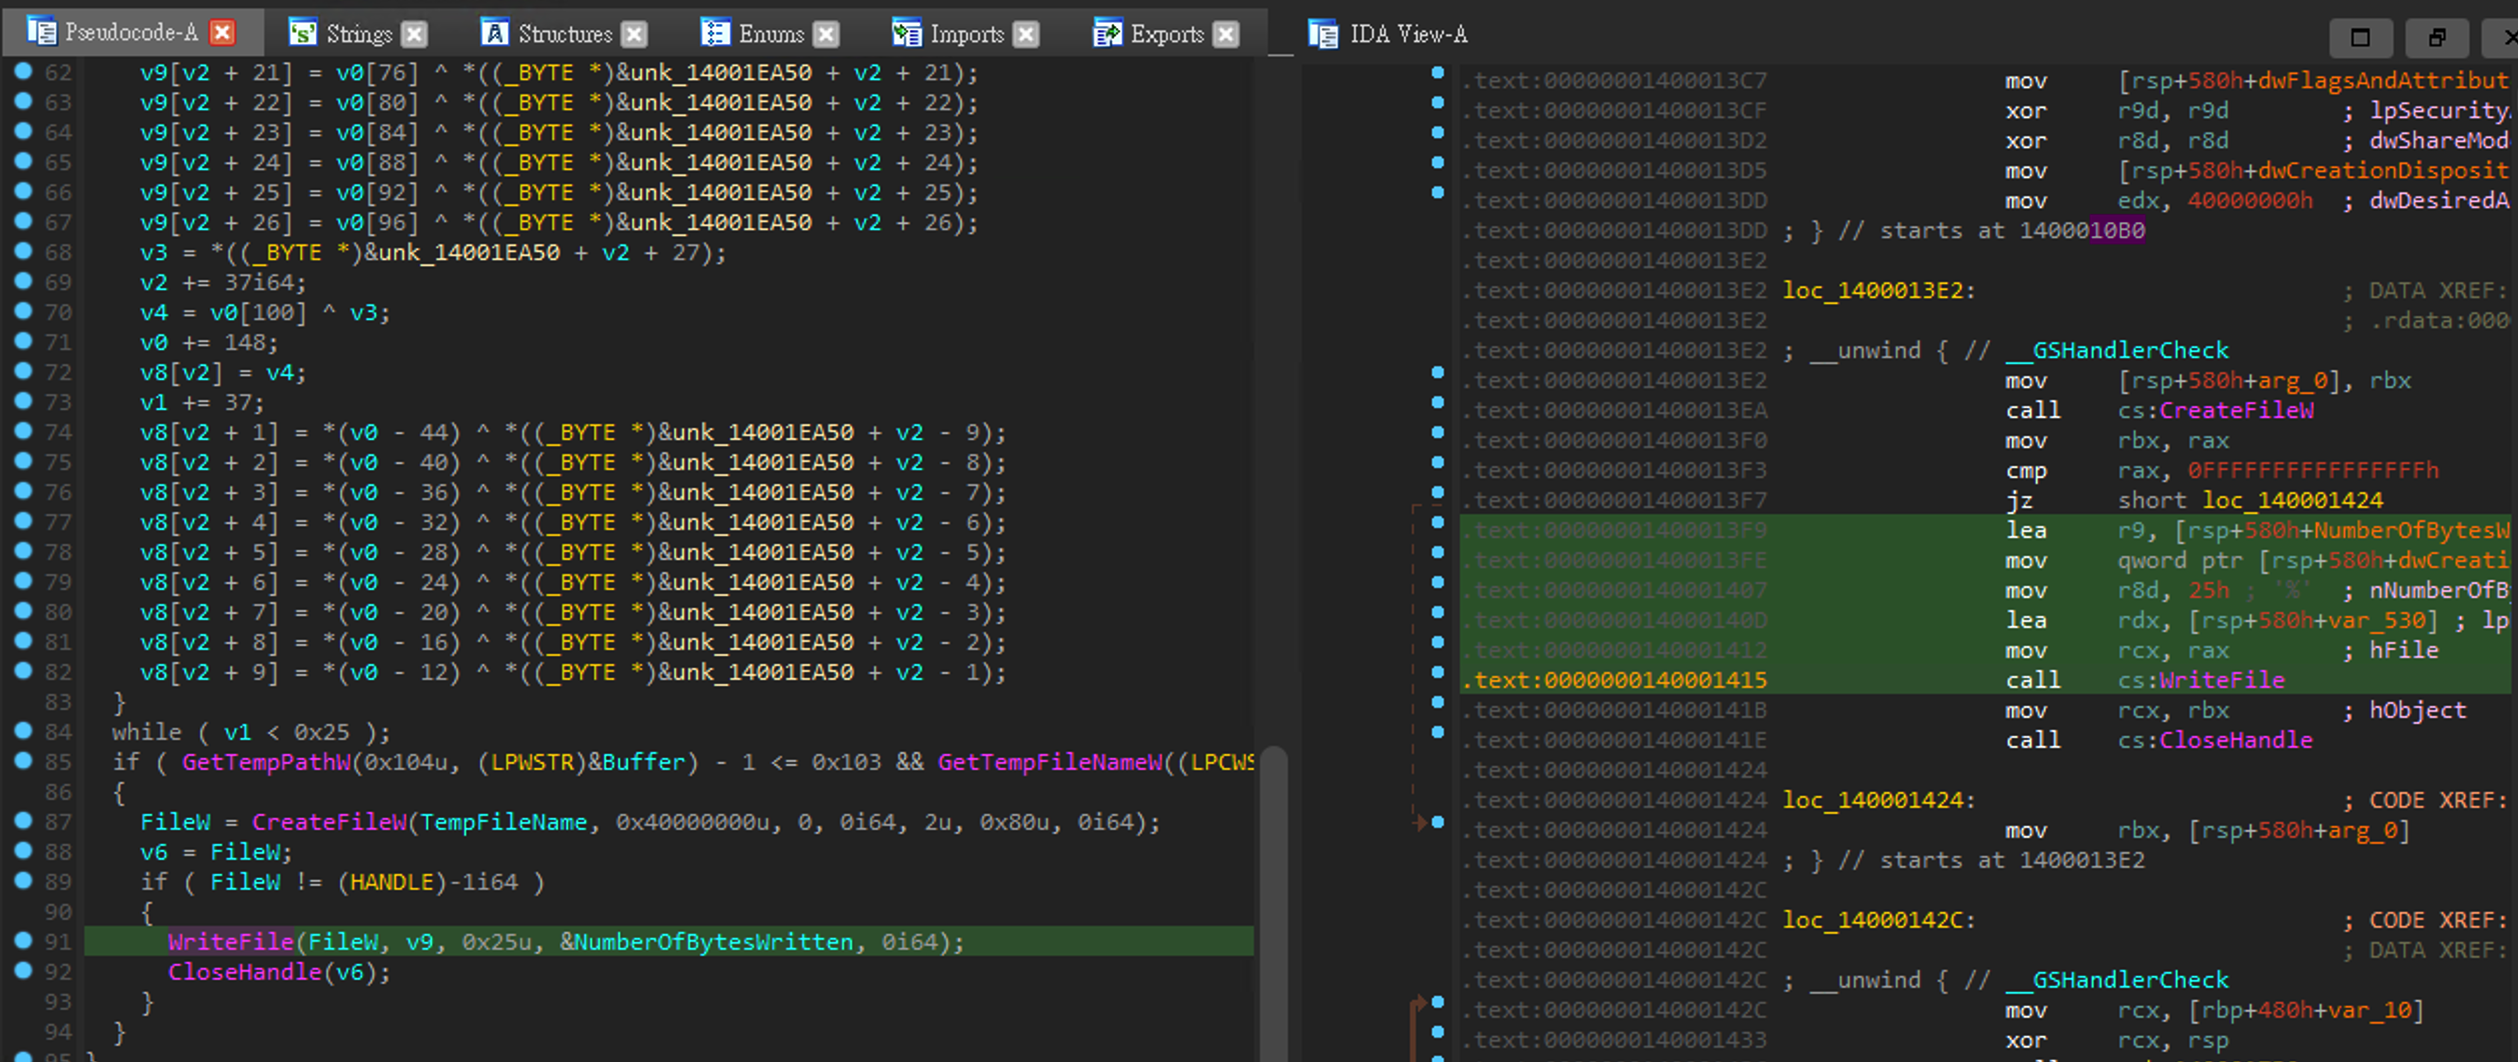 Pseudocode-A Strings Structures Enums Imports Exports
62 v9[v2 + 21] = v0[76] ^ *((_BYTE *)&unk_14001EA50 + v2 + 21);
63 v9[v2 + 22] = v0[80] ^ *((_BYTE *)&unk_14001EA50 + v2 + 22);
64 v9[v2 + 23] = v0[84] ^ *((_BYTE *)&unk_14001EA50 + v2 + 23);
65 v9[v2 + 24] = v0[88] ^ *((_BYTE *)&unk_14001EA50 + v2 + 24);
66 v9[v2 + 25] = v0[92] ^ *((_BYTE *)&unk_14001EA50 + v2 + 25);
67 v9[v2 + 26] = v0[96] ^ *((_BYTE *)&unk_14001EA50 + v2 + 26);
68 v3 = *((_BYTE *)&unk_14001EA50 + v2 + 27);
69 v2 += 37i64;
70 v4 = v0[100] ^ v3;
71 v0 += 148;
72 v8[v2] = v4;
73 v1 += 37;
74 v8[v2 + 1] = *(v0 - 44) ^ *((_BYTE *)&unk_14001EA50 + v2 - 9);
75 v8[v2 + 2] = *(v0 - 40) ^ *((_BYTE *)&unk_14001EA50 + v2 - 8);
76 v8[v2 + 3] = *(v0 - 36) ^ *((_BYTE *)&unk_14001EA50 + v2 - 7);
77 v8[v2 + 4] = *(v0 - 32) ^ *((_BYTE *)&unk_14001EA50 + v2 - 6);
78 v8[v2 + 5] = *(v0 - 28) ^ *((_BYTE *)&unk_14001EA50 + v2 - 5);
79 v8[v2 + 6] = *(v0 - 24) ^ *((_BYTE *)&unk_14001EA50 + v2 - 4);
80 v8[v2 + 7] = *(v0 - 20) ^ *((_BYTE *)&unk_14001EA50 + v2 - 3);
81 v8[v2 + 8] = *(v0 - 16) ^ *((_BYTE *)&unk_14001EA50 + v2 - 2);
82 v8[v2 + 9] = *(v0 - 12) ^ *((_BYTE *)&unk_14001EA50 + v2 - 1);
83 }
84 while ( v1 < 0x25 );
85 if ( GetTempPathW(0x104u, (LPWSTR)&Buffer) - 1 <= 0x103 && GetTempFileNameW((LPCWS
86 {
87 FileW = CreateFileW(TempFileName, 0x40000000u, 0, 0i64, 2u, 0x80u, 0i64);
88 v6 = FileW;
89 if ( FileW != (HANDLE)-1i64 )
90 {
91 WriteFile(FileW, v9, 0x25u, &NumberOfBytesWritten, 0i64);
92 CloseHandle(v6);
93 }
94 }
95 }
IDA View-A
.text:00000001400013C7 mov [rsp+580h+dwFlagsAndAttribut
.text:00000001400013CF xor r9d, r9d ; lpSecurity
.text:00000001400013D2 xor r8d, r8d ; dwShareMod
.text:00000001400013D5 mov [rsp+580h+dwCreationDisposit
.text:00000001400013DD mov edx, 40000000h ; dwDesiredA
.text:00000001400013DD ; } // starts at 1400010B0
.text:00000001400013E2
.text:00000001400013E2 loc_1400013E2: ; DATA XREF:
.text:00000001400013E2 ; .rdata:000
.text:00000001400013E2 ; __unwind { // __GSHandlerCheck
.text:00000001400013E2 mov [rsp+580h+arg_0], rbx
.text:00000001400013EA call cs:CreateFileW
.text:00000001400013F0 mov rbx, rax
.text:00000001400013F3 cmp rax, 0FFFFFFFFFFFFFFFFh
.text:00000001400013F7 jz short loc_140001424
.text:00000001400013F9 lea r9, [rsp+580h+NumberOfBytesW
.text:00000001400013FE mov qword ptr [rsp+580h+dwCreati
.text:0000000140001407 mov r8d, 25h ; '%' ; nNumberOfB
.text:000000014000140D lea rdx, [rsp+580h+var_530] ; lp
.text:0000000140001412 mov rcx, rax ; hFile
.text:0000000140001415 call cs:WriteFile
.text:000000014000141B mov rcx, rbx ; hObject
.text:000000014000141E call cs:CloseHandle
.text:0000000140001424
.text:0000000140001424 loc_140001424: ; CODE XREF:
.text:0000000140001424 mov rbx, [rsp+580h+arg_0]
.text:0000000140001424 ; } // starts at 1400013E2
.text:000000014000142C
.text:000000014000142C loc_14000142C: ; CODE XREF:
.text:000000014000142C ; DATA XREF:
.text:000000014000142C ; __unwind { // __GSHandlerCheck
.text:000000014000142C mov rcx, [rbp+480h+var_10]
.text:0000000140001433 xor rcx, rsp